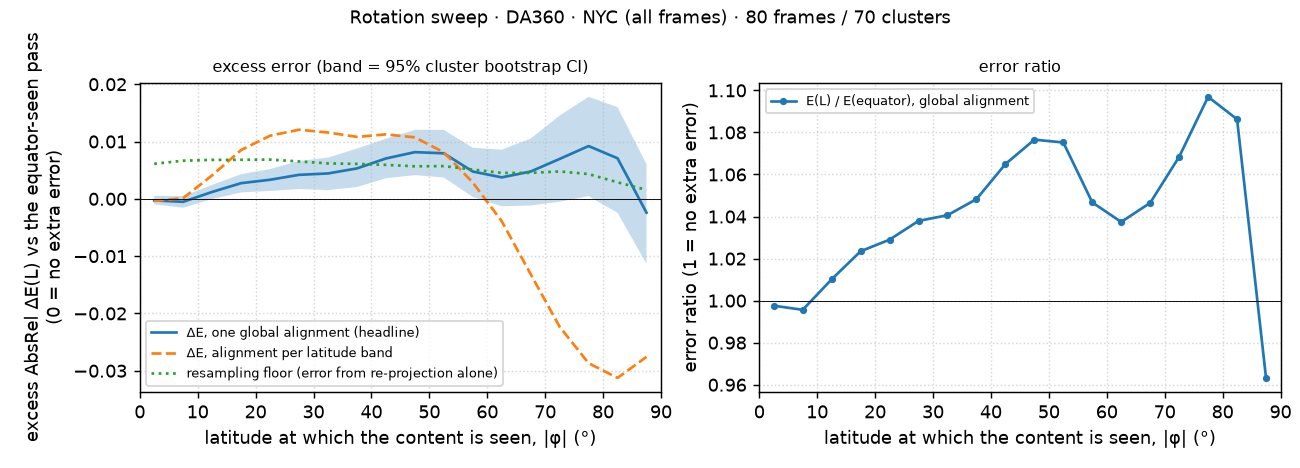 Rotation sweep · DA360 · NYC (all frames) · 80 frames / 70 clusters
excess error (band = 95% cluster bootstrap CI)
excess AbsRel ΔE(L) vs the equator-seen pass
(0 = no extra error)
0.02
0.01
0.00
−0.01
−0.02
−0.03
ΔE, one global alignment (headline)
ΔE, alignment per latitude band
resampling floor (error from re-projection alone)
0 10 20 30 40 50 60 70 80 90
latitude at which the content is seen, |φ| (°)
error ratio
error ratio (1 = no extra error)
1.10
1.08
1.06
1.04
1.02
1.00
0.98
0.96
E(L) / E(equator), global alignment
0 10 20 30 40 50 60 70 80 90
latitude at which the content is seen, |φ| (°)